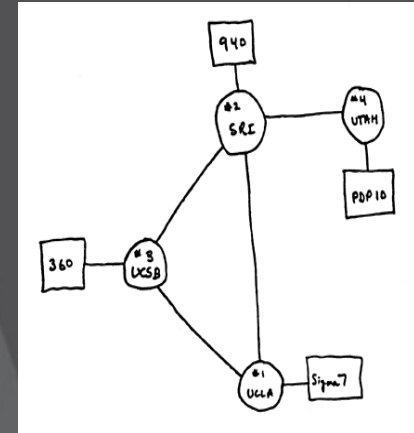 940
#2
SRI
#4
UTAH
PDP10
360
#3
UCSB
#1
UCLA
Sigma7